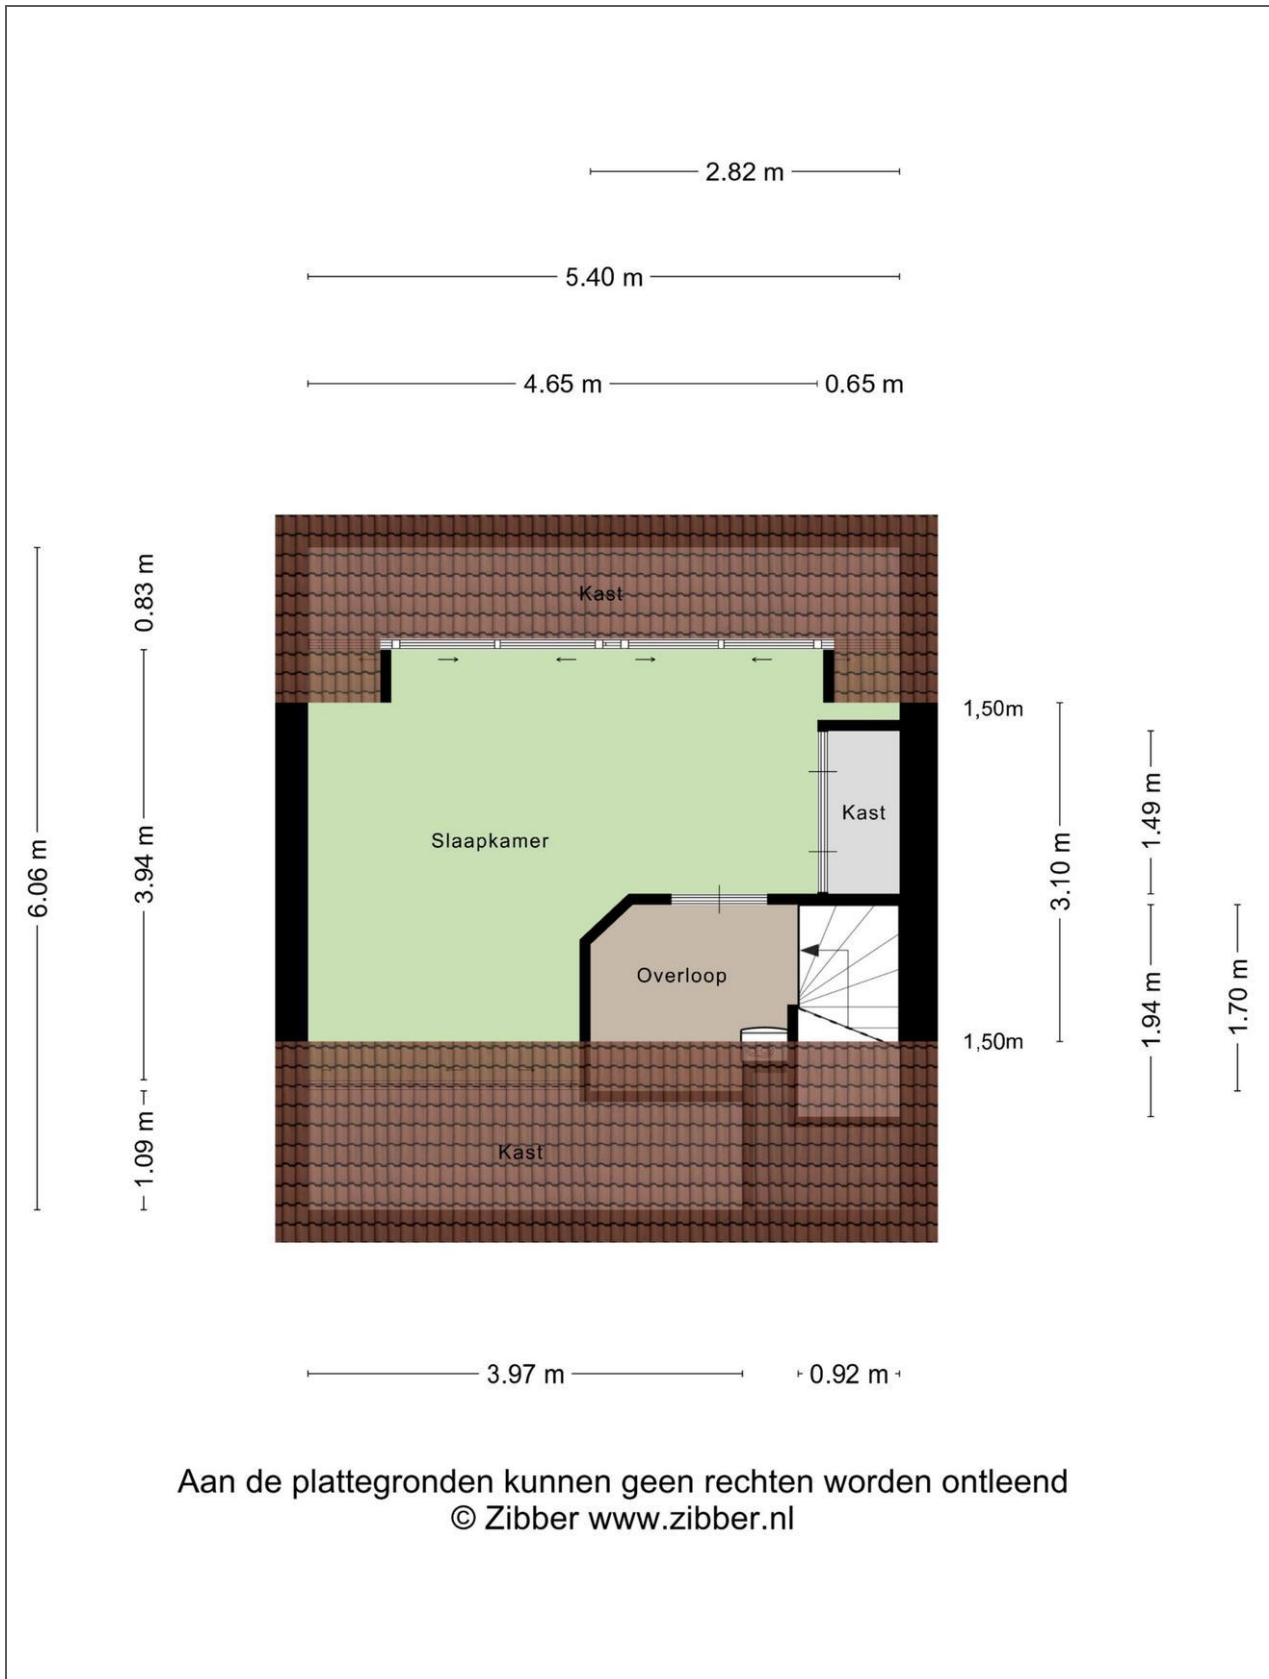 2.82 m
5.40 m
4.65 m
0.65 m
0.83 m
Kast
1,50m
Kast
1.49 m
Slaapkamer
3.94 m
6.06 m
3.10 m
Overloop
1.94 m
1.70 m
1,50m
Kast
1.09 m
3.97 m
0.92 m
Aan de plattegronden kunnen geen rechten worden ontleend
© Zibber www.zibber.nl